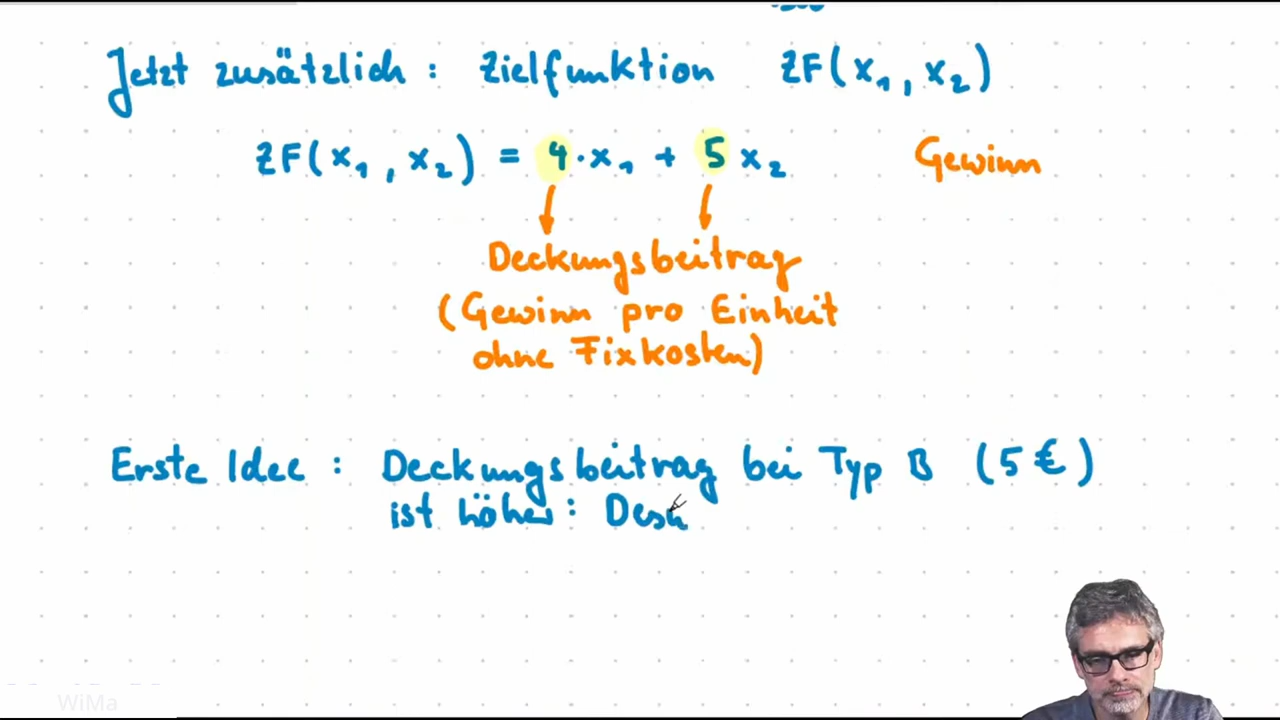 Jetzt zusätzlich : Zielfunktion ZF(x₁, x₂)
ZF(x₁, x₂) = 4·x₁ + 5 x₂ Gewinn
Deckungsbeitrag
(Gewinn pro Einheit
ohne Fixkosten)
Erste Idee : Deckungsbeitrag bei Typ B (5 €)
ist höher : Desh
WiMa